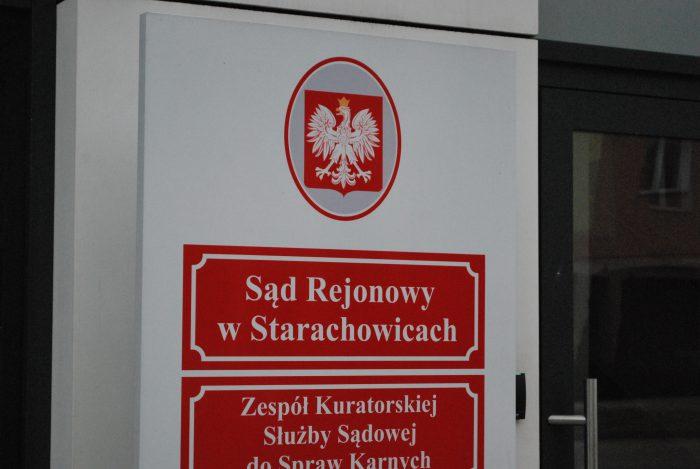 Sąd Rejonowy
w Starachowicach
Zespół Kuratorskiej
Służby Sądowej
do Spraw Karnych